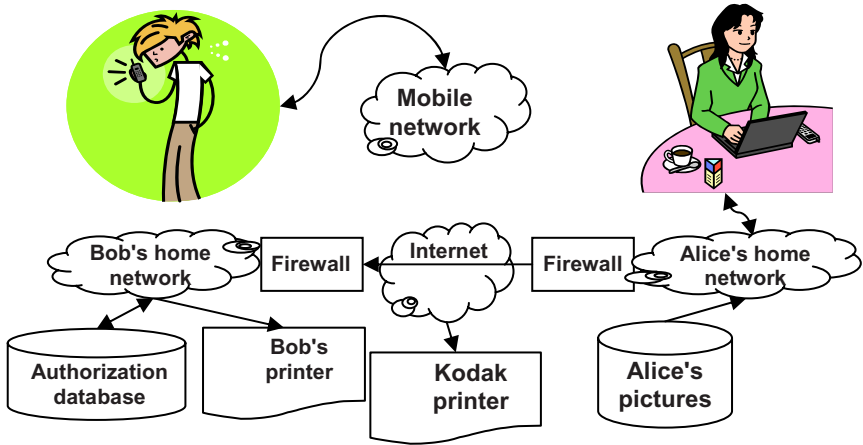 Mobile
network
Bob's home
network
Firewall
Internet
Firewall
Alice's home
network
Authorization
database
Bob's
printer
Kodak
printer
Alice's
pictures